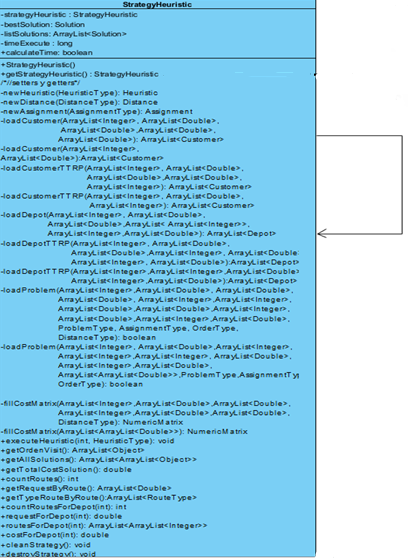 StrategyHeuristic
-strategyHeuristic : StrategyHeuristic
-bestSolution: Solution
-listSolutions: ArrayList<Solution>
-timeExecute : long
+calculateTime: boolean
+StrategyHeuristic()
+getStrategyHeuristic() : StrategyHeuristic
/*//setters y getters*/
-newHeuristic(HeuristicType): Heuristic
-newDistance(DistanceType): Distance
-newAssignment(AssignmentType): Assignment
-loadCustomer(ArrayList<Integer>, ArrayList<Double>,
ArrayList<Double>,ArrayList<Double>,
ArrayList<Double>): ArrayList<Customer>
-loadCustomer(ArrayList<Integer>,
ArrayList<Double>):ArrayList<Customer>
-loadCustomerTTRP(ArrayList<Integer>, ArrayList<Double>,
ArrayList<Double>,ArrayList<Double>,
ArrayList<Integer>): ArrayList<Customer>
-loadCustomerTTRP(ArrayList<Integer>, ArrayList<Double>,
ArrayList<Integer>): ArrayList<Customer>
-loadDepot(ArrayList<Integer>, ArrayList<Double>,
ArrayList<Double>,ArrayList< ArrayList<Integer>>,
ArrayList<Integer>,ArrayList<Double>): ArrayList<Depot>
-loadDepotTTRP(ArrayList<Integer>, ArrayList<Double>,
ArrayList<Double>,ArrayList<Integer>, ArrayList<Double>
ArrayList<Integer>, ArrayList<Double>):ArrayList<Depot>
-loadDepotTTRP(ArrayList<Integer>, ArrayList<Integer>,
ArrayList<Integer>,ArrayList<Double>):ArrayList<Depot>
-loadProblem(ArrayList<Integer>,ArrayList<Double>, ArrayList<Double>,
ArrayList<Double>, ArrayList<Integer>,ArrayList<Integer>,
ArrayList<Double>, ArrayList<Double>, ArrayList<Integer>,
ArrayList<Double>, ArrayList<Integer>,ArrayList<Double>,
ProblemType, AssignmentType, OrderType,
DistanceType): boolean
-loadProblem(ArrayList<Integer>, ArrayList<Double>,ArrayList<Integer>,
ArrayList<Integer>,ArrayList<Integer>, ArrayList<Double>,
ArrayList<Integer>,ArrayList<Double>,
ArrayList<ArrayList<Double>>,ProblemType,AssignmentTyp
OrderType): boolean
-fillCostMatrix(ArrayList<Integer>,ArrayList<Double>,ArrayList<Double>,
ArrayList<Integer>,ArrayList<Double>,ArrayList<Double>,
DistanceType): NumericMatrix
-fillCostMatrix(ArrayList<ArrayList<Double>>): NumericMatrix
+executeHeuristic(int, HeuristicType): void
+getOrdenVisit(): ArrayList<Object>
+getAllSolutions(): ArrayList<ArrayList<Object>>
+getTotalCostSolution(): double
+countRoutes(): int
+getRequestByRoute(): ArrayList<Double>
+getTypeRouteByRoute():ArrayList<RouteType>
+countRoutesForDepot(int): int
+requestForDepot(int): double
+routesForDepot(int): ArrayList<ArrayList<Integer>>
+costForDepot(int): double
+cleanStrategy(): void
+destroyStrategy(): void